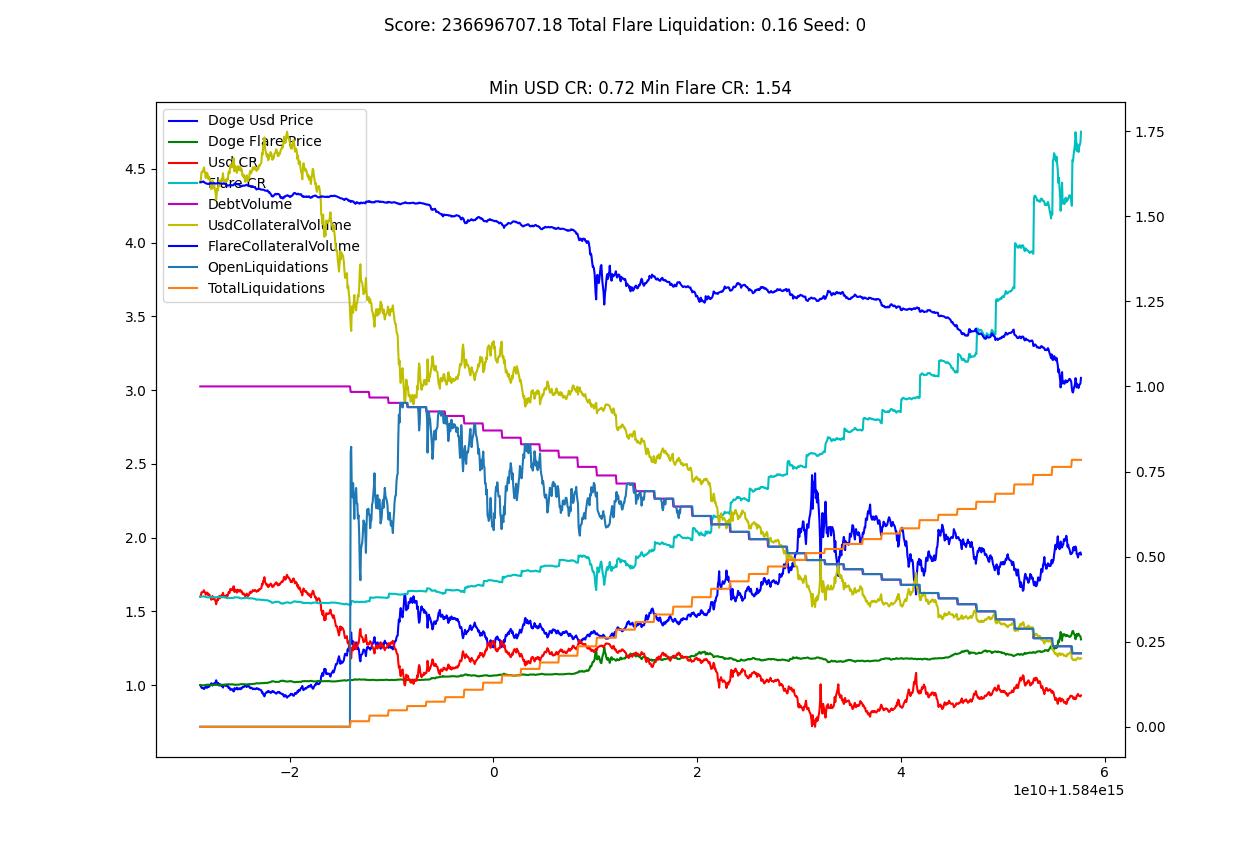 Score: 236696707.18 Total Flare Liquidation: 0.16 Seed: 0
Min USD CR: 0.72 Min Flare CR: 1.54
Doge Usd Price
Doge Flare Price
Usd CR
Flare CR
DebtVolume
UsdCollateralVolume
FlareCollateralVolume
OpenLiquidations
TotalLiquidations
4.5
4.0
3.5
3.0
2.5
2.0
1.5
1.0
1.75
1.50
1.25
1.00
0.75
0.50
0.25
0.00
−2
0
2
4
6
1e10+1.584e15